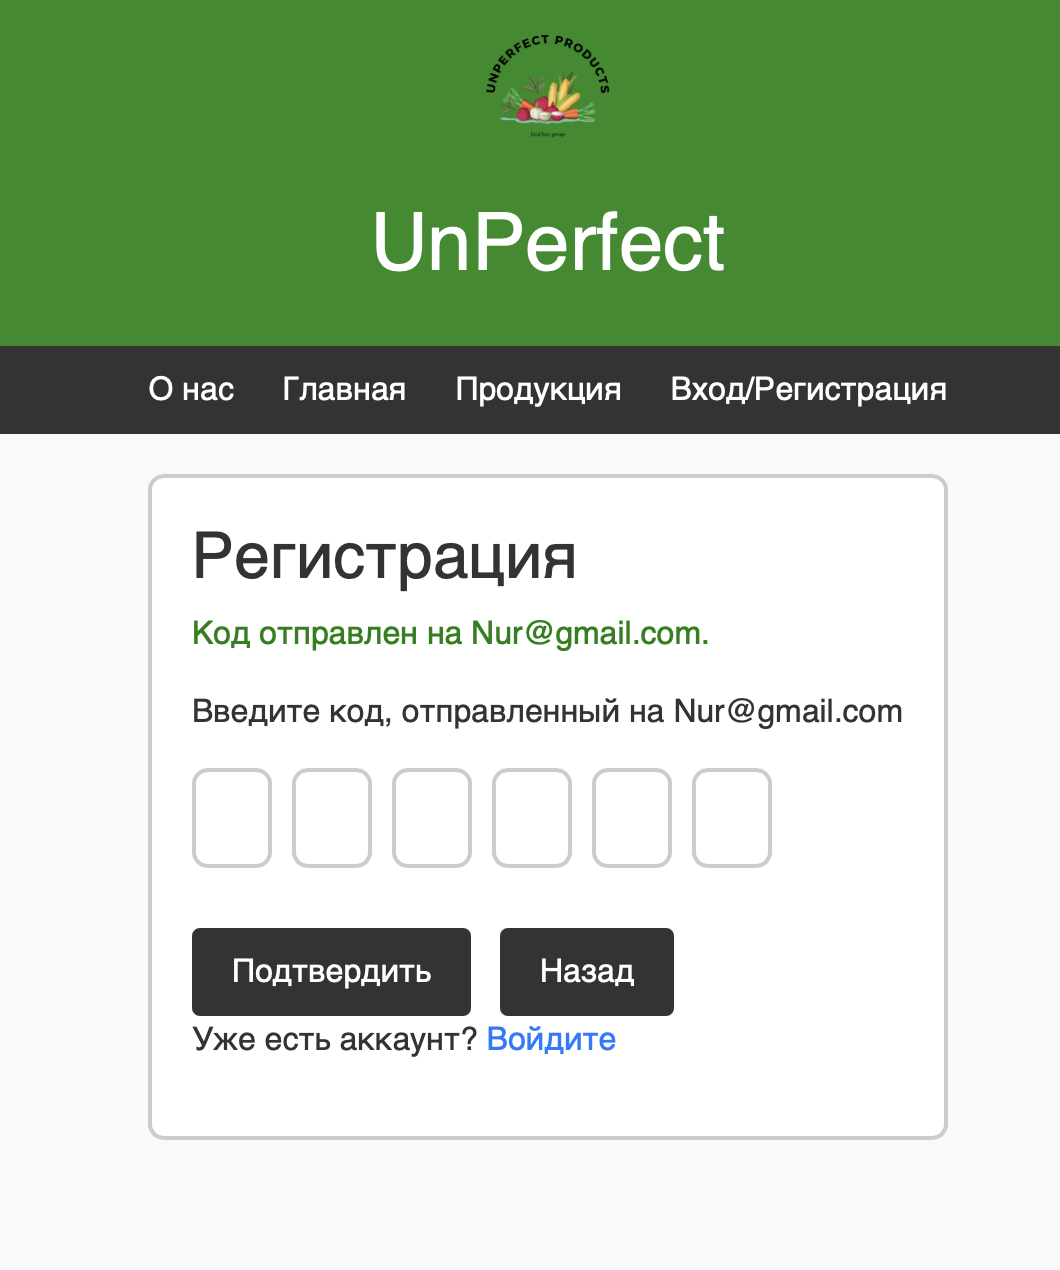 UNPERFECT PRODUCTS
UnPerfect
О нас Главная Продукция Вход/Регистрация
Регистрация
Код отправлен на Nur@gmail.com.
Введите код, отправленный на Nur@gmail.com
Подтвердить Назад
Уже есть аккаунт? Войдите